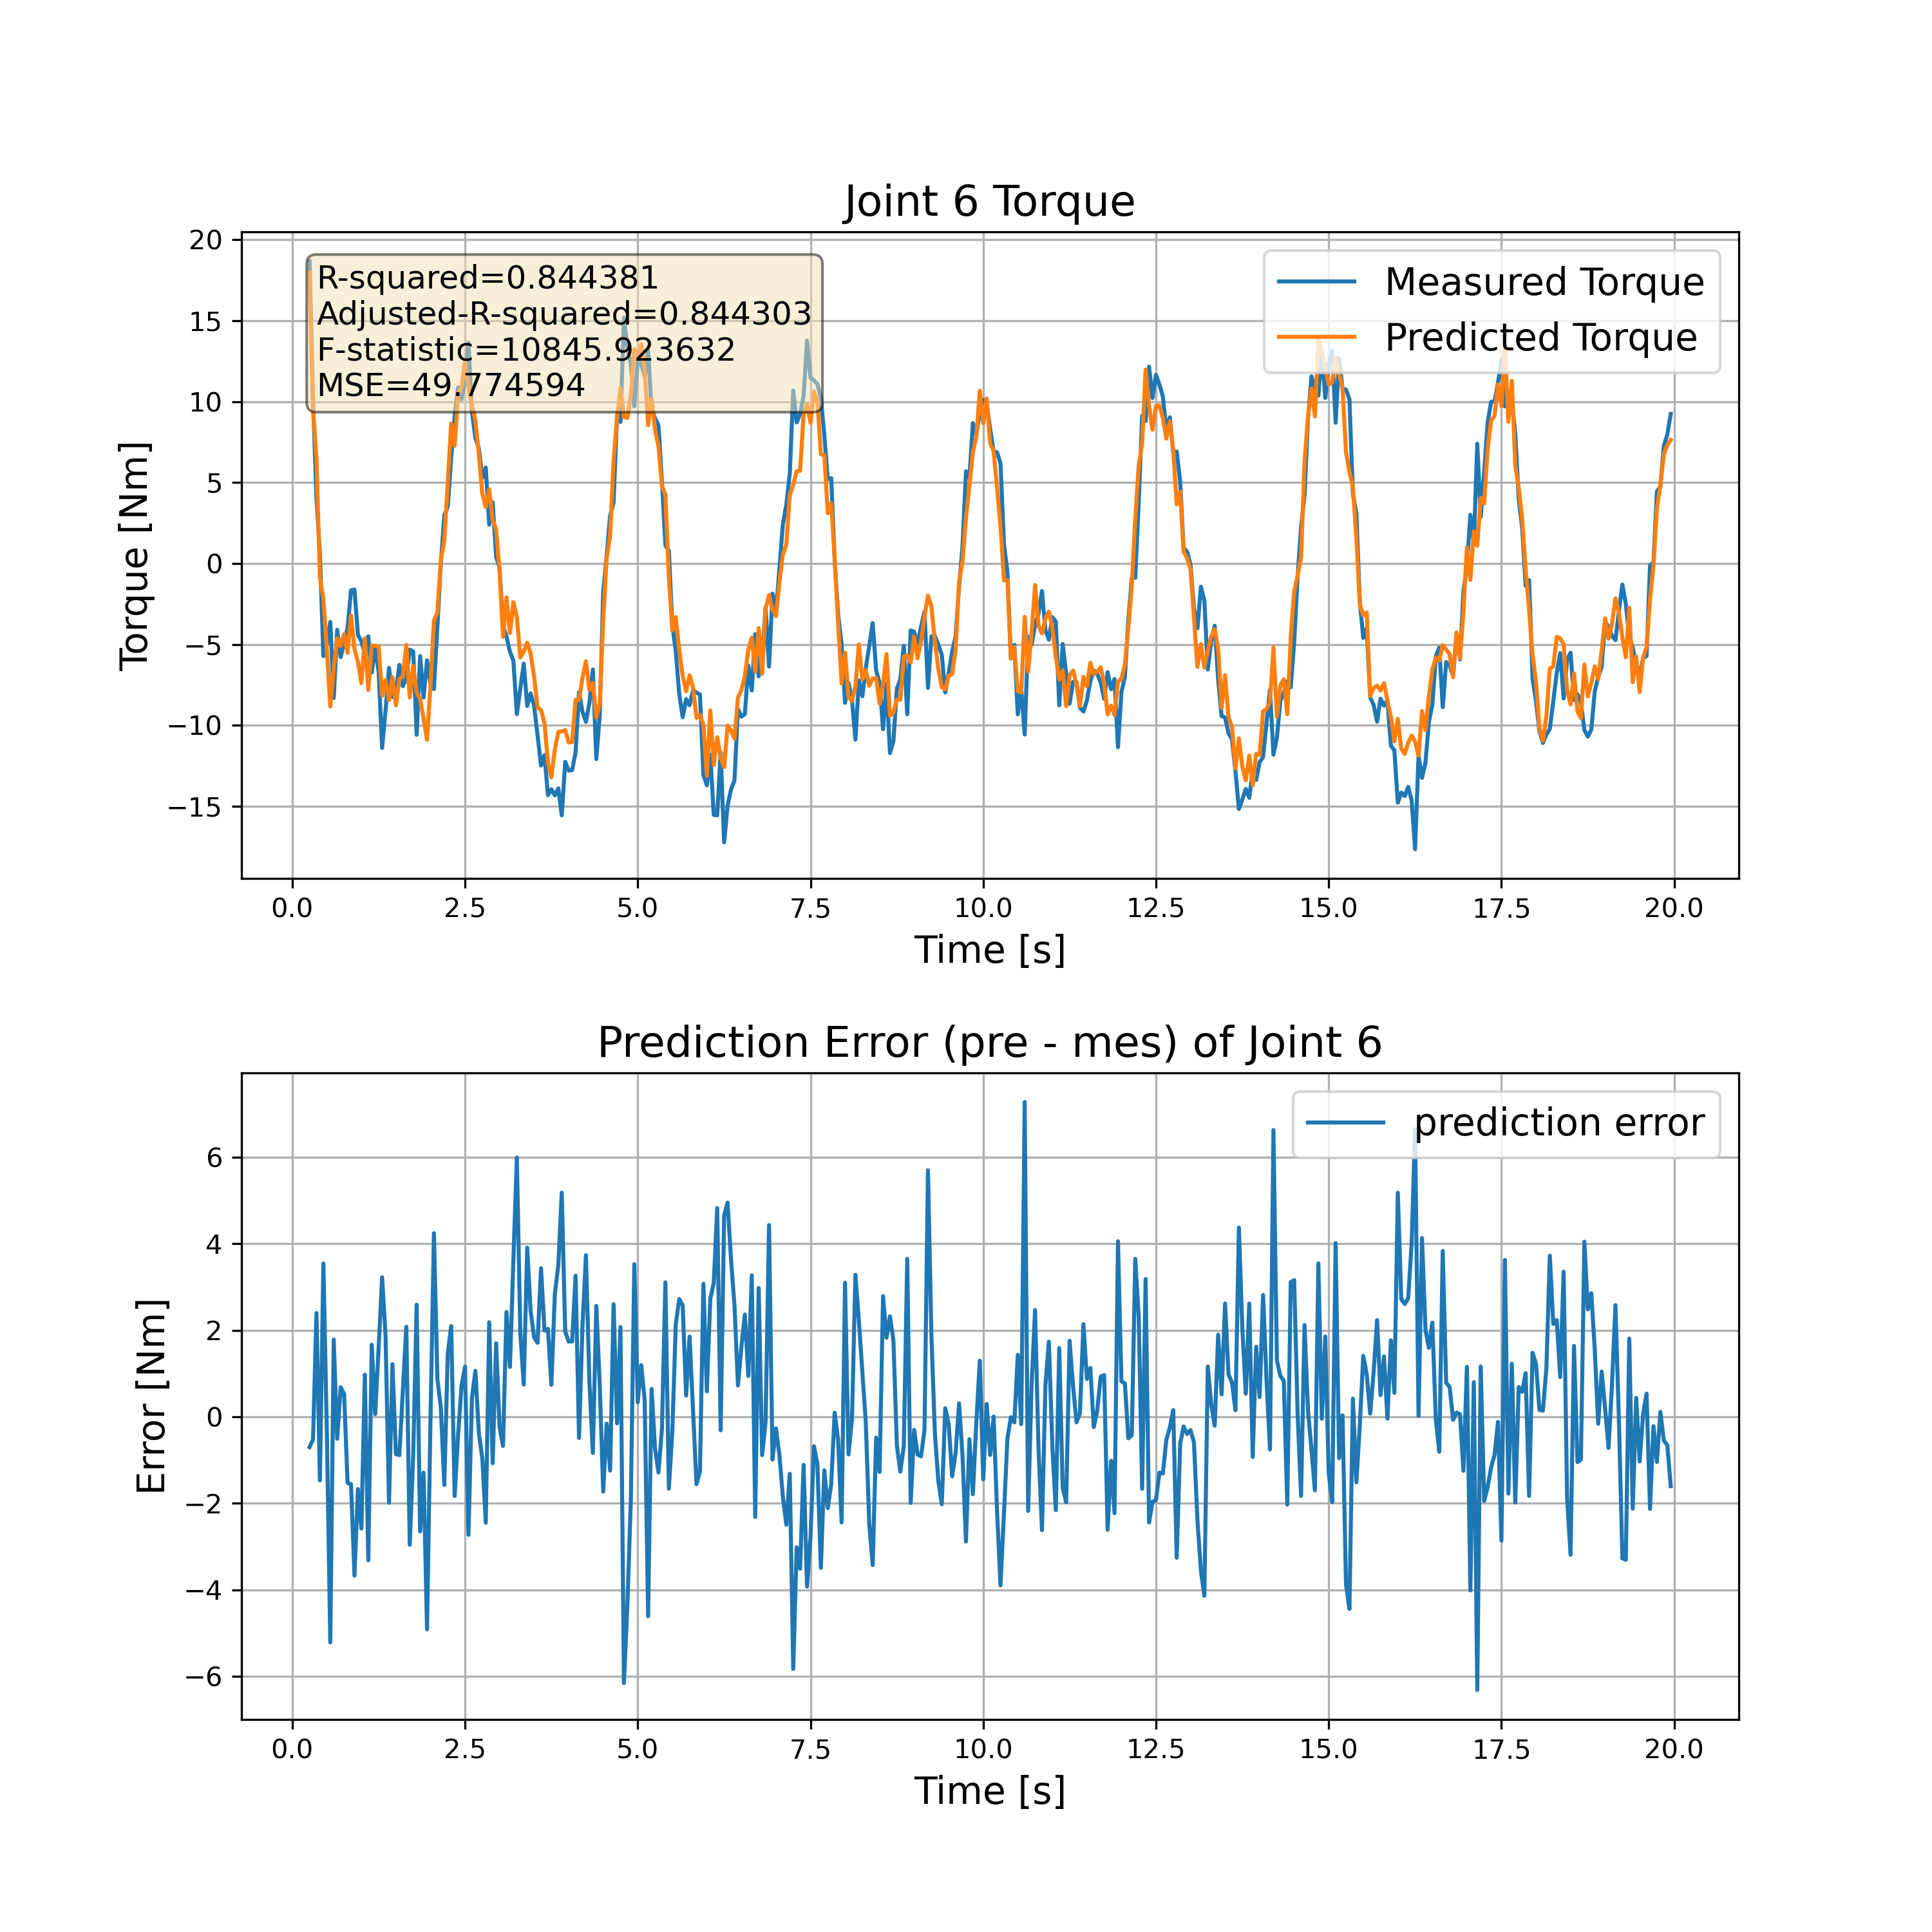 Joint 6 Torque
20
15
10
5
0
−5
−10
−15
Torque [Nm]
R-squared=0.844381
Adjusted-R-squared=0.844303
F-statistic=10845.923632
MSE=49.774594
Measured Torque
Predicted Torque
0.0 2.5 5.0 7.5 10.0 12.5 15.0 17.5 20.0
Time [s]
Prediction Error (pre - mes) of Joint 6
6
4
2
0
−2
−4
−6
Error [Nm]
prediction error
0.0 2.5 5.0 7.5 10.0 12.5 15.0 17.5 20.0
Time [s]